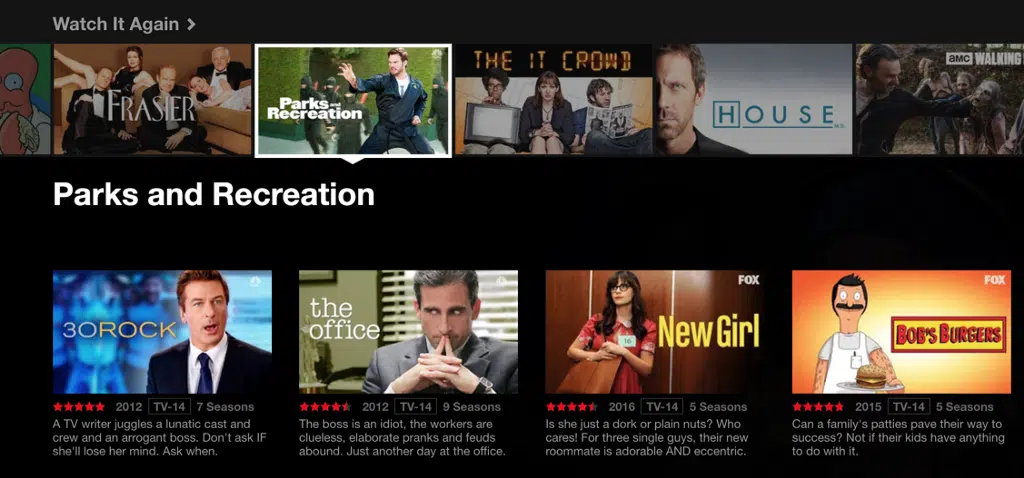 Watch It Again >
FRASIER
Parks and
Recreation
THE IT CROWD
HOUSE M.D.
amc WALKING
Parks and Recreation
30ROCK
the
office
FOX
New Girl
16
FOX
BOB'S BURGERS
2012 TV-14 7 Seasons
A TV writer juggles a lunatic cast and
crew and an arrogant boss. Don't ask IF
she'll lose her mind. Ask when.
2012 TV-14 9 Seasons
The boss is an idiot, the workers are
clueless, elaborate pranks and feuds
abound. Just another day at the office.
2016 TV-14 5 Seasons
Is she just a dork or plain nuts? Who
cares! For three single guys, their new
roommate is adorable AND eccentric.
2015 TV-14 5 Seasons
Can a family's patties pave their way to
success? Not if their kids have anything
to do with it.